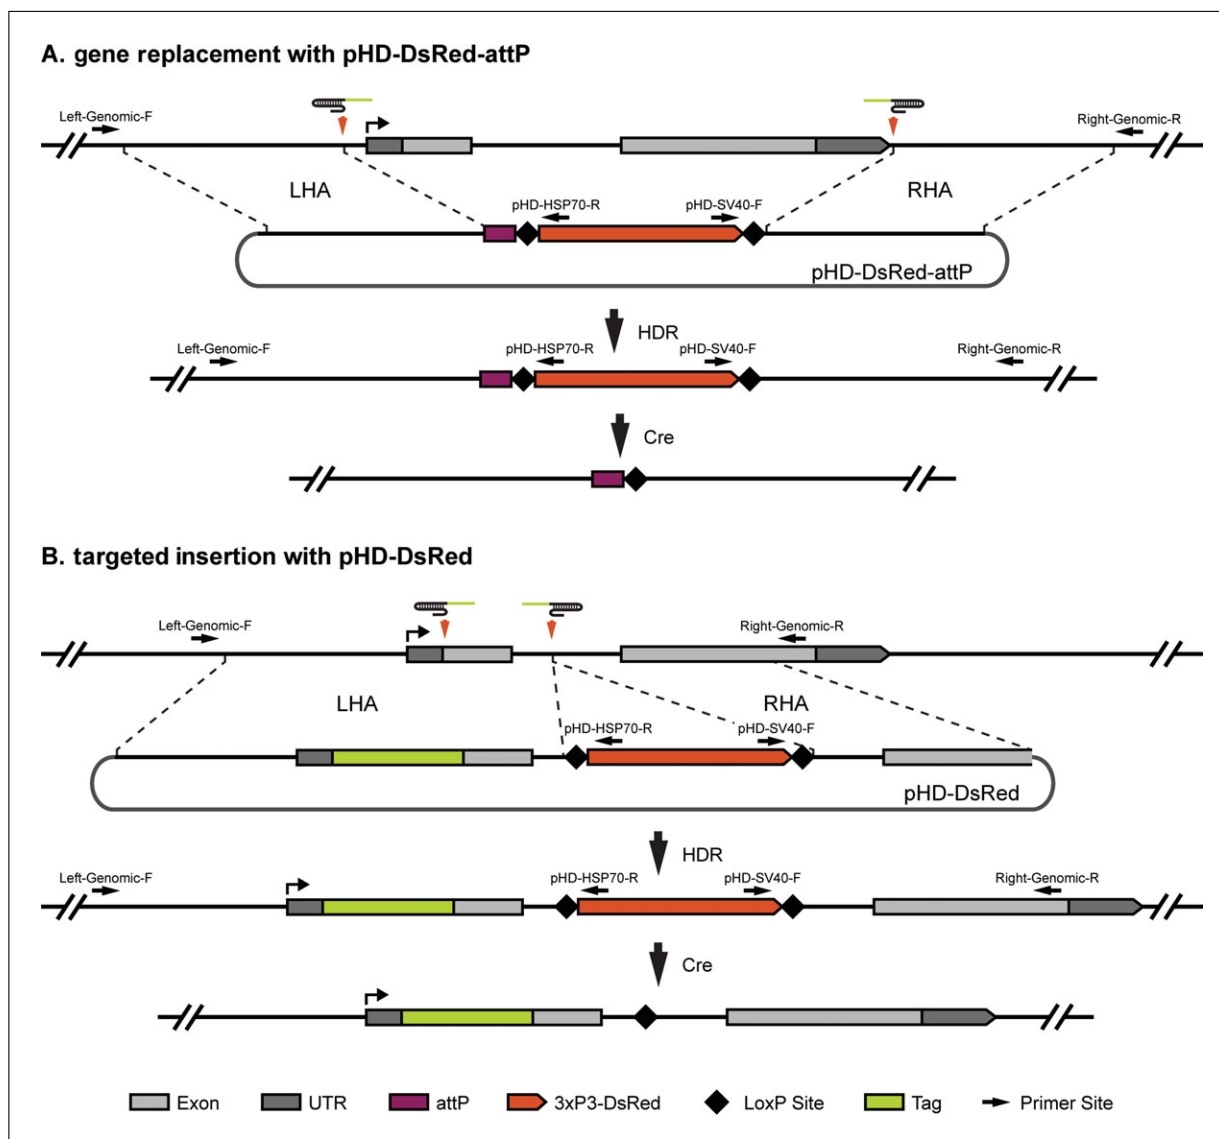 A. gene replacement with pHD-DsRed-attP
Left-Genomic-F
Right-Genomic-R
LHA
RHA
pHD-HSP70-R
pHD-SV40-F
pHD-DsRed-attP
HDR
Left-Genomic-F
pHD-HSP70-R
pHD-SV40-F
Right-Genomic-R
Cre
B. targeted insertion with pHD-DsRed
Left-Genomic-F
Right-Genomic-R
LHA
RHA
pHD-HSP70-R
pHD-SV40-F
pHD-DsRed
HDR
Left-Genomic-F
pHD-HSP70-R
pHD-SV40-F
Right-Genomic-R
Cre
Exon
UTR
attP
3xP3-DsRed
LoxP Site
Tag
Primer Site